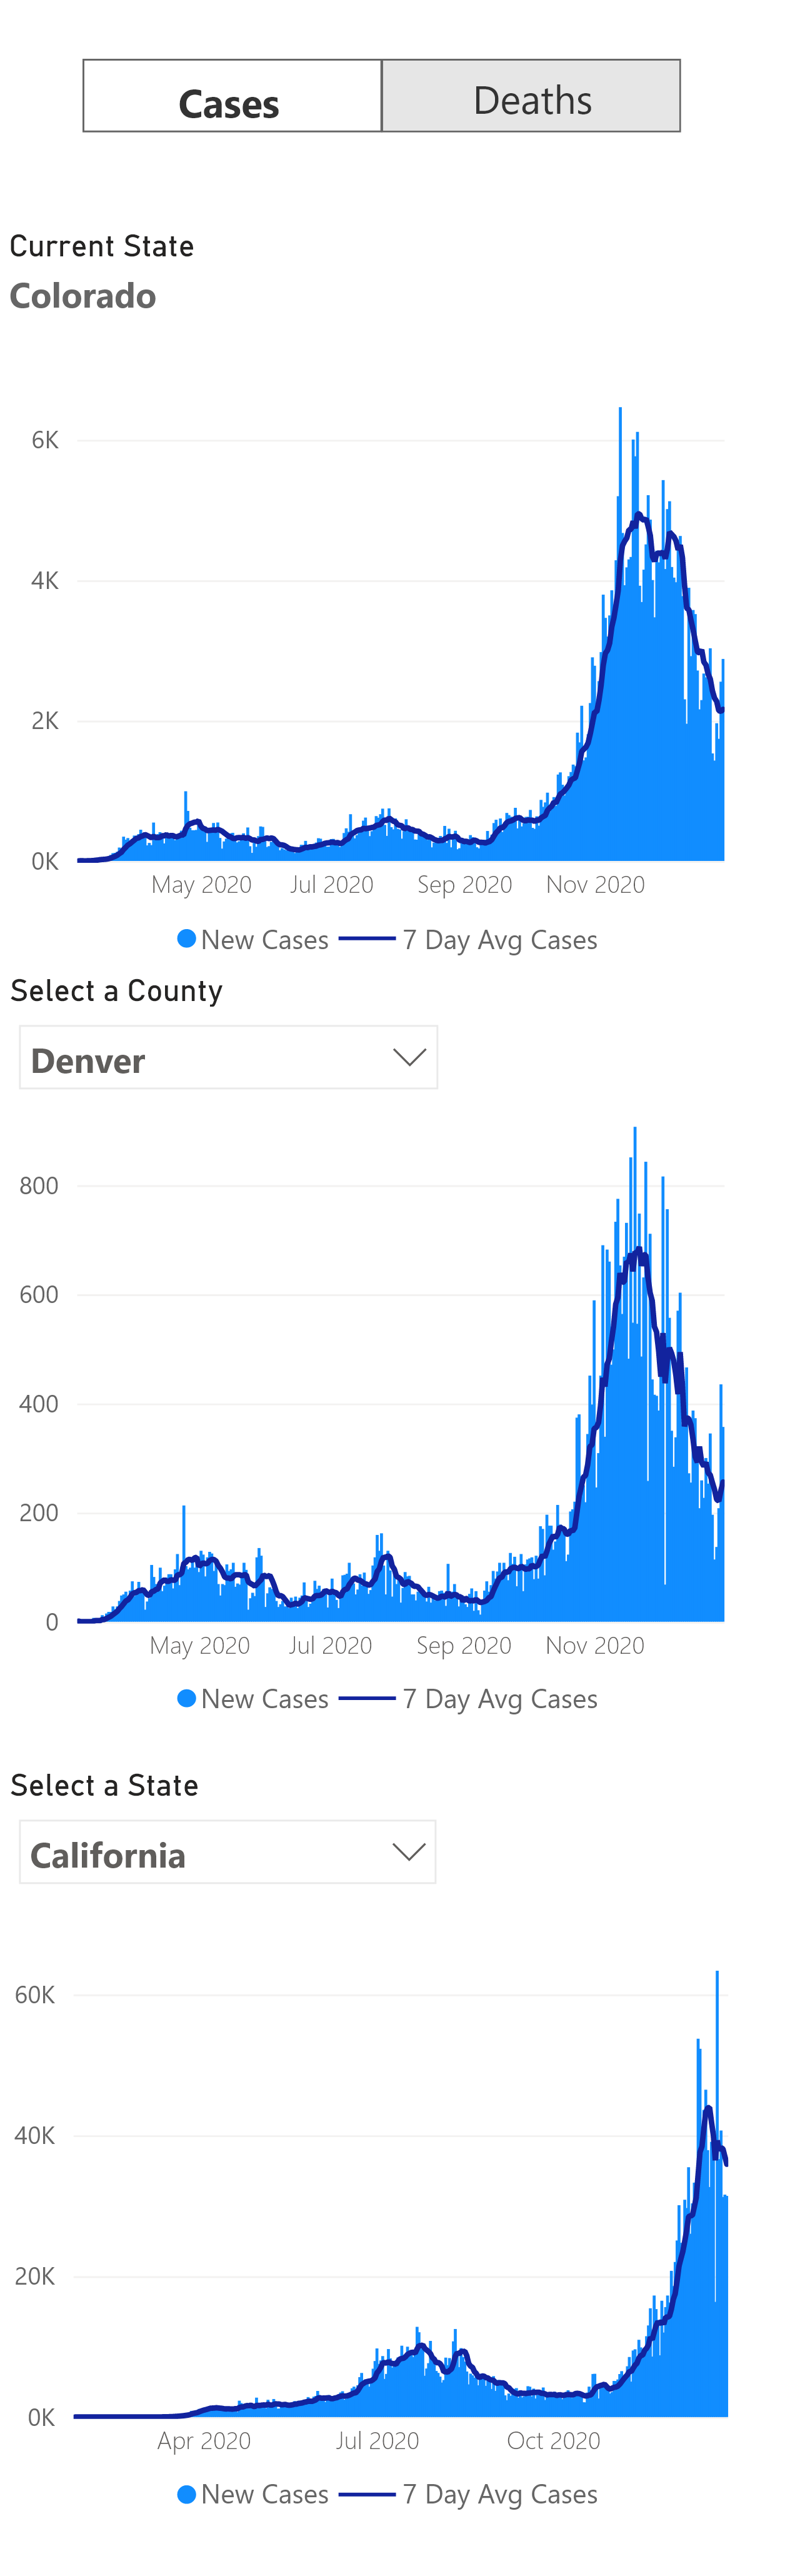 Cases Deaths
Current State
Colorado
6K
4K
2K
0K
May 2020 Jul 2020 Sep 2020 Nov 2020
New Cases 7 Day Avg Cases
Select a County
Denver
800
600
400
200
0
May 2020 Jul 2020 Sep 2020 Nov 2020
New Cases 7 Day Avg Cases
Select a State
California
60K
40K
20K
0K
Apr 2020 Jul 2020 Oct 2020
New Cases 7 Day Avg Cases